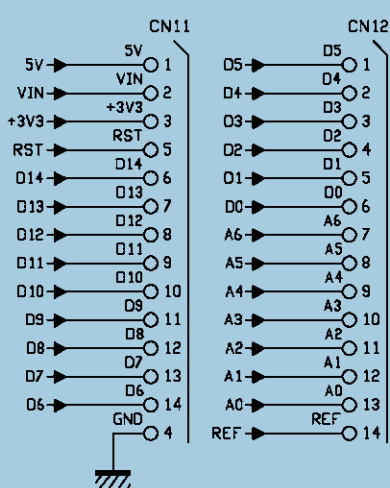 CN11
5V 5V 1
VIN VIN 2
+3V3 +3V3 3
RST RST 5
D14 D14 6
D13 D13 7
D12 D12 8
D11 D11 9
D10 D10 10
D9 D9 11
D8 D8 12
D7 D7 13
D6 D6 14
GND 4
CN12
D5 D5 1
D4 D4 2
D3 D3 3
D2 D2 4
D1 D1 5
D0 D0 6
A6 A6 7
A5 A5 8
A4 A4 9
A3 A3 10
A2 A2 11
A1 A1 12
A0 A0 13
REF REF 14